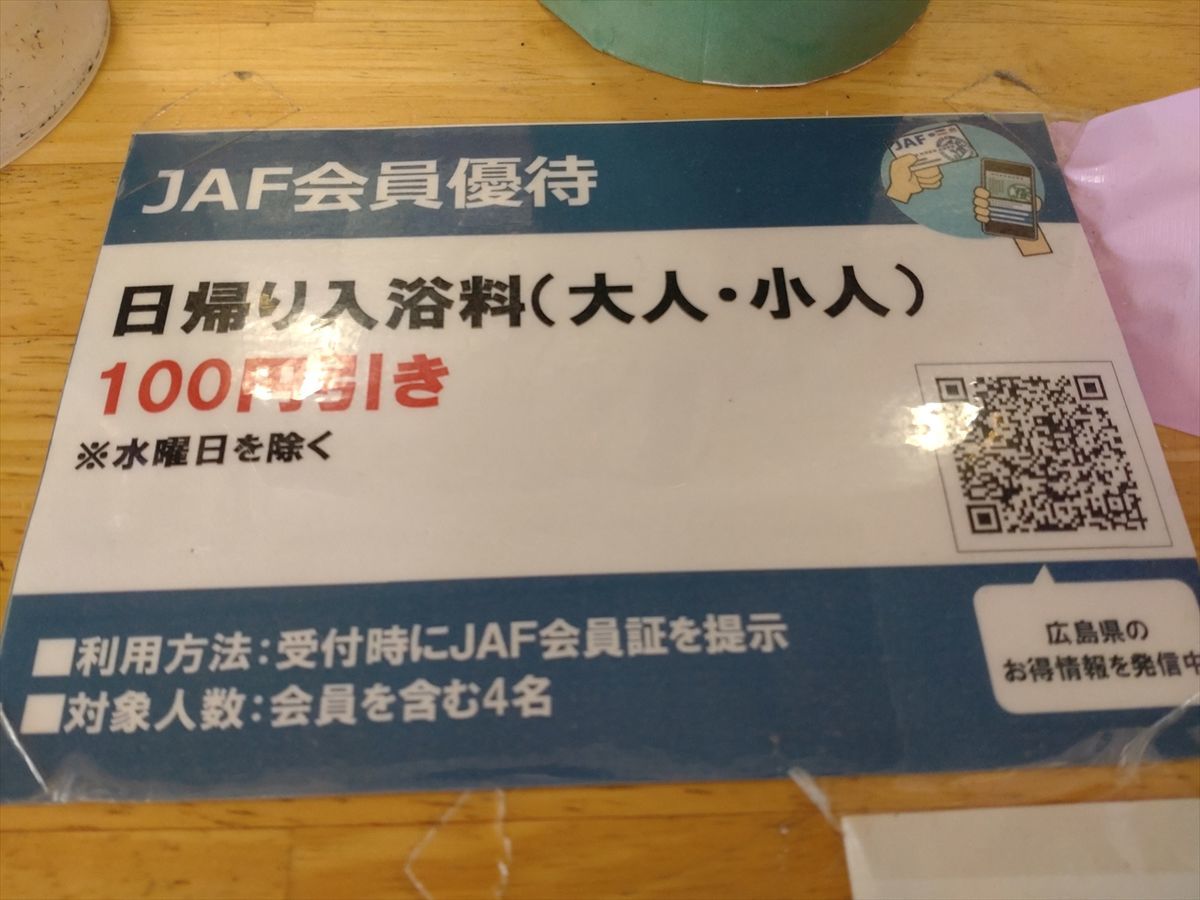 JAF会員優待
JAF
日帰り入浴料(大人・小人)
100円引き
※水曜日を除く
■利用方法:受付時にJAF会員証を提示
■対象人数:会員を含む4名
広島県の
お得情報を発信中